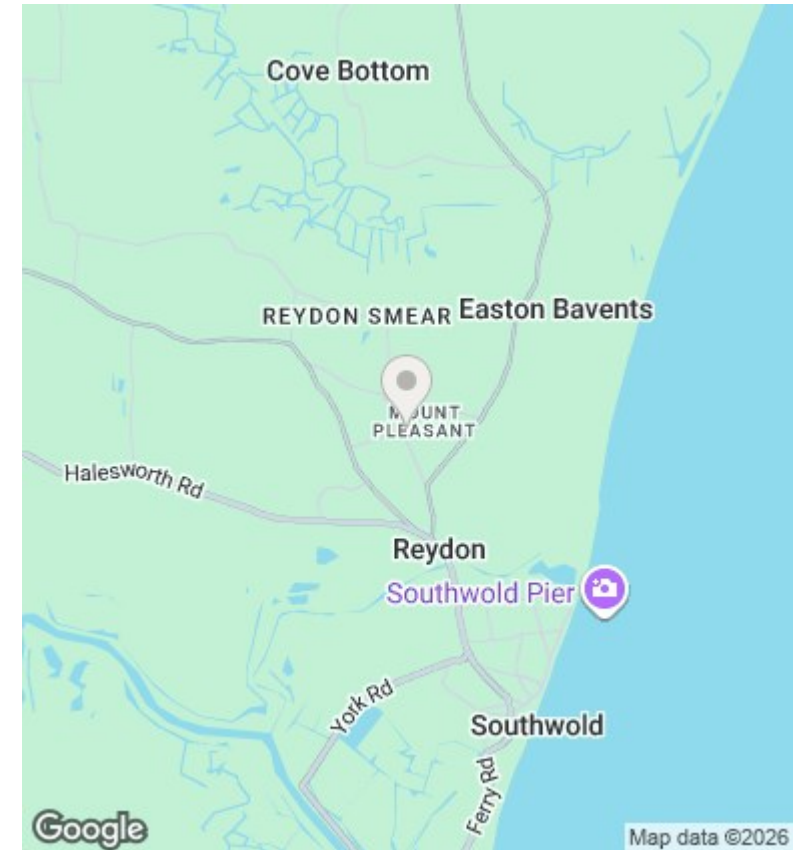 Cove Bottom
REYDON SMEAR
Easton Bavents
MOUNT
PLEASANT
Halesworth Rd
Reydon
Southwold Pier
York Rd
Southwold
Ferry Rd
Google
Map data ©2026